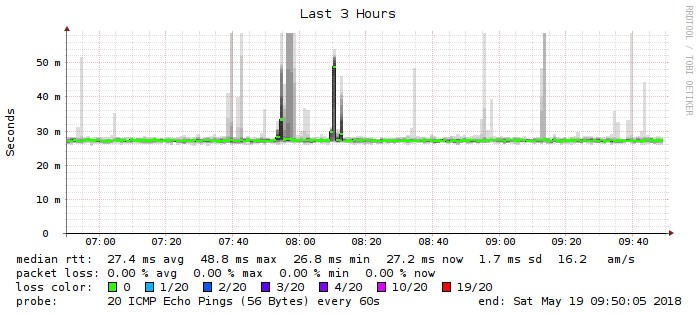 Last 3 Hours
RRDTOOL / TOBI OETIKER
Seconds
50 m
40 m
30 m
20 m
10 m
0
07:00 07:20 07:40 08:00 08:20 08:40 09:00 09:20 09:40
median rtt: 27.4 ms avg 48.8 ms max 26.8 ms min 27.2 ms now 1.7 ms sd 16.2 am/s
packet loss: 0.00 % avg 0.00 % max 0.00 % min 0.00 % now
loss color: 0 1/20 2/20 3/20 4/20 10/20 19/20
probe: 20 ICMP Echo Pings (56 Bytes) every 60s end: Sat May 19 09:50:05 2018